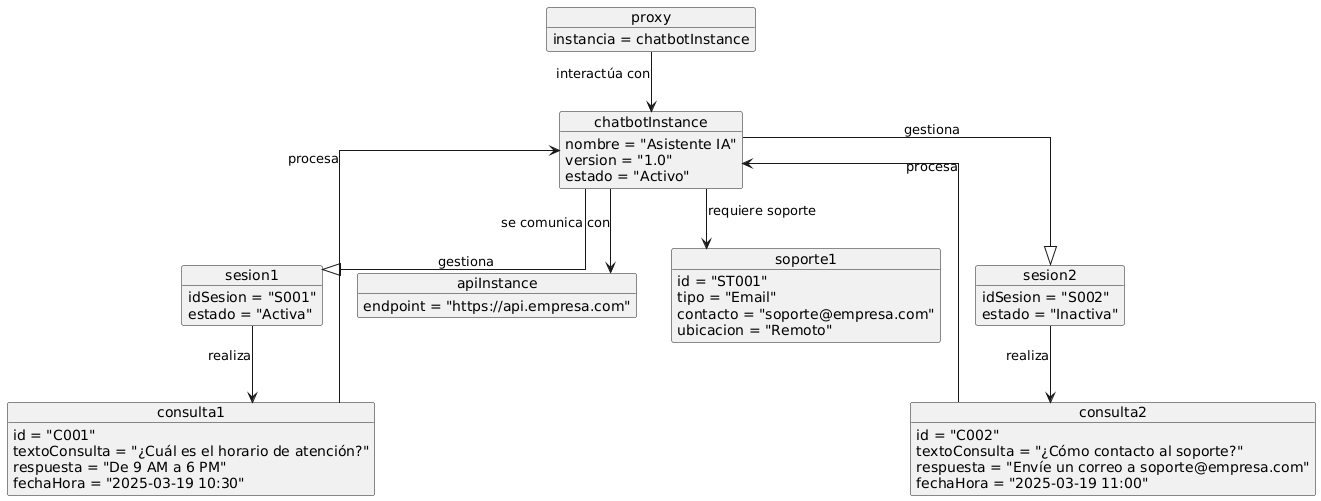 proxy
instancia = chatbotInstance
interactúa con
chatbotInstance
nombre = "Asistente IA"
version = "1.0"
estado = "Activo"
gestiona
procesa
procesa
se comunica con
requiere soporte
gestiona
sesion1
idSesion = "S001"
estado = "Activa"
apiInstance
endpoint = "https://api.empresa.com"
soporte1
id = "ST001"
tipo = "Email"
contacto = "soporte@empresa.com"
ubicacion = "Remoto"
sesion2
idSesion = "S002"
estado = "Inactiva"
realiza
realiza
consulta1
id = "C001"
textoConsulta = "¿Cuál es el horario de atención?"
respuesta = "De 9 AM a 6 PM"
fechaHora = "2025-03-19 10:30"
consulta2
id = "C002"
textoConsulta = "¿Cómo contacto al soporte?"
respuesta = "Envíe un correo a soporte@empresa.com"
fechaHora = "2025-03-19 11:00"